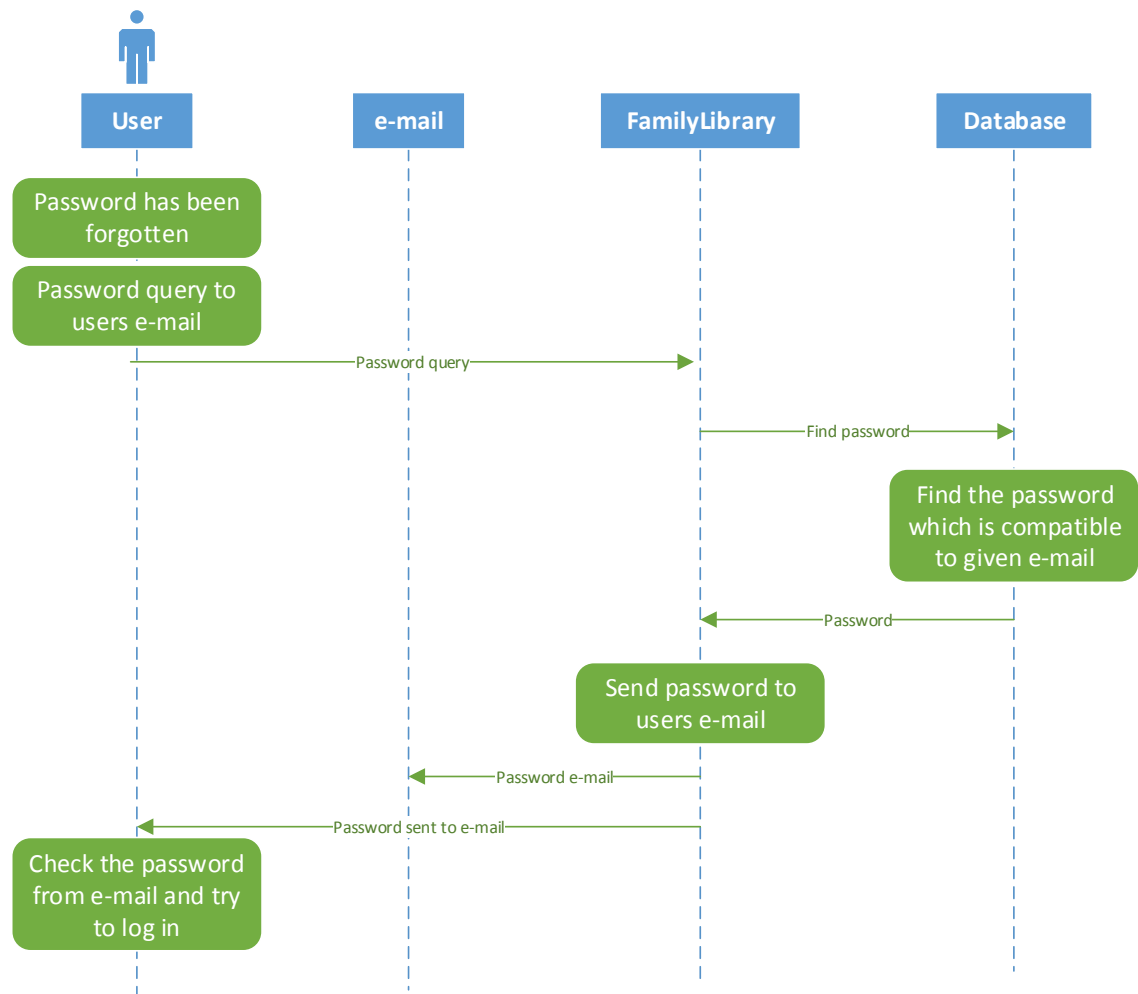 User
e-mail
FamilyLibrary
Database
Password has been
forgotten
Password query to
users e-mail
Password query
Find password
Find the password
which is compatible
to given e-mail
Password
Send password to
users e-mail
Password e-mail
Password sent to e-mail
Check the password
from e-mail and try
to log in